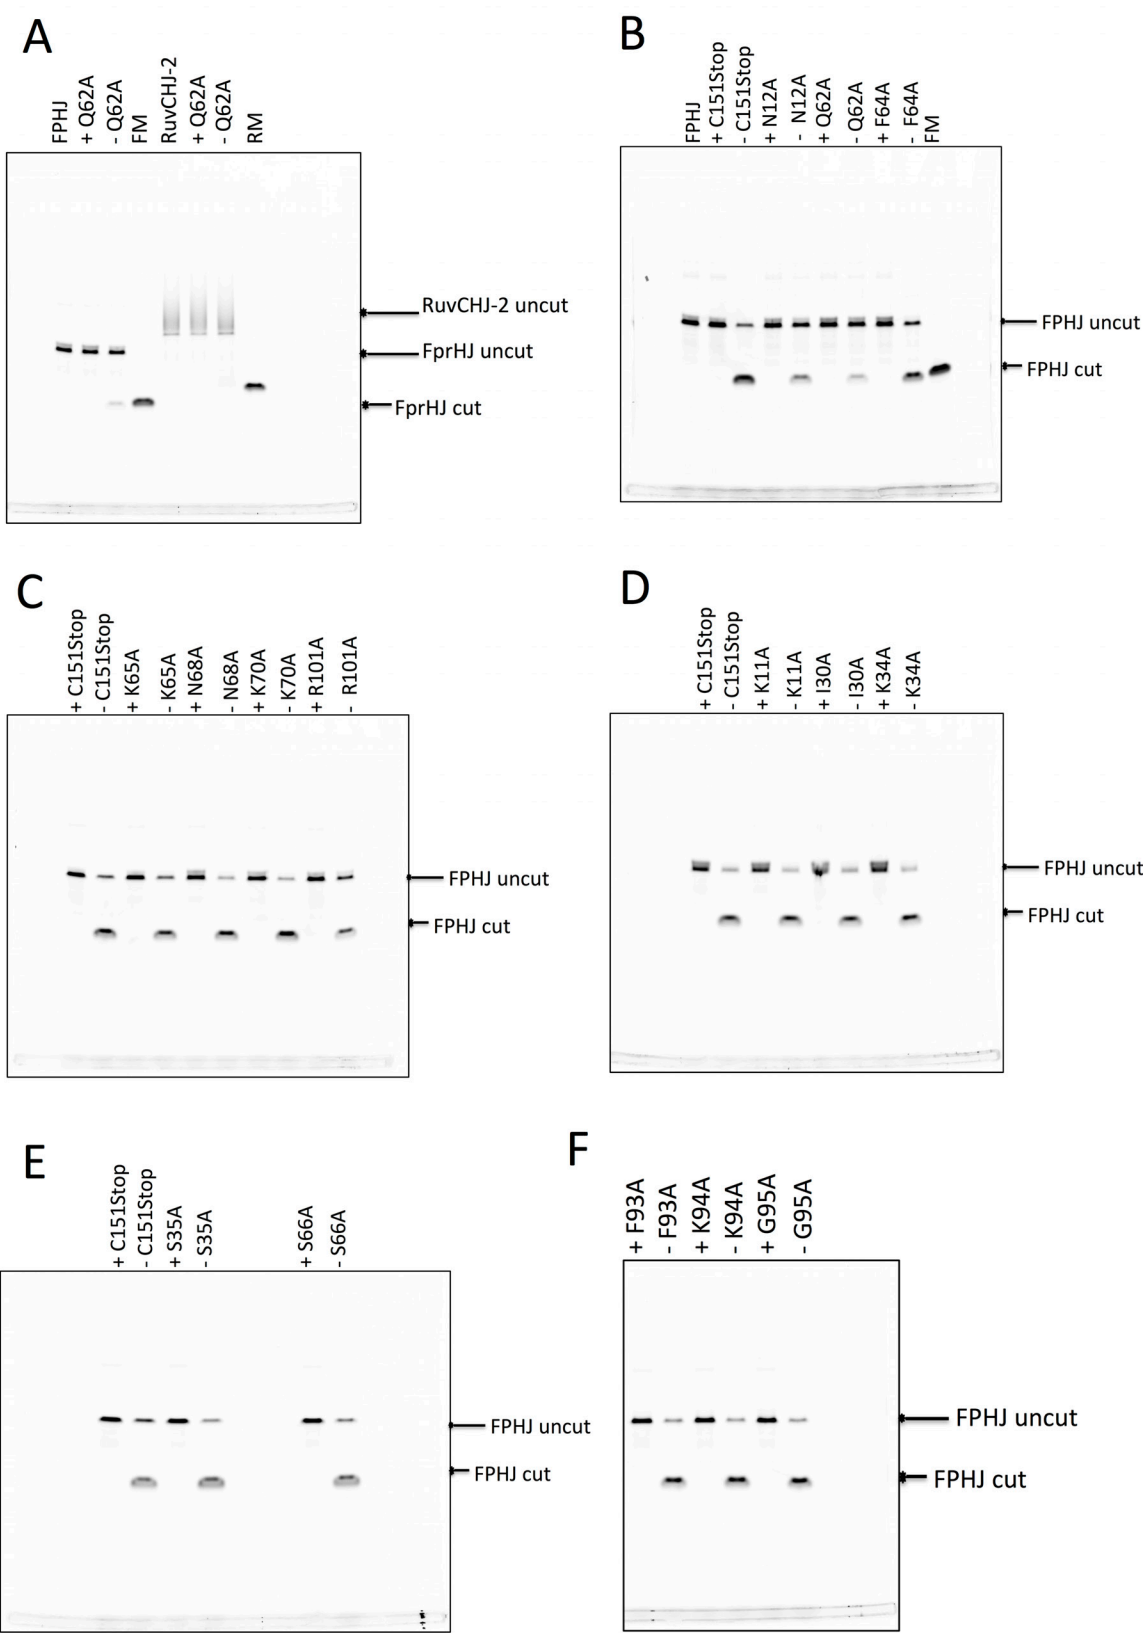 A
FPHJ
+ Q62A
- Q62A
FM
RuvCHJ-2
+ Q62A
- Q62A
RM
RuvCHJ-2 uncut
FprHJ uncut
FprHJ cut
B
FPHJ
+ C151Stop
- C151Stop
+ N12A
- N12A
+ Q62A
- Q62A
+ F64A
- F64A
FM
FPHJ uncut
FPHJ cut
C
+ C151Stop
- C151Stop
+ K65A
- K65A
+ N68A
- N68A
+ K70A
- K70A
+ R101A
- R101A
FPHJ uncut
FPHJ cut
D
+ C151Stop
- C151Stop
+ K11A
- K11A
+ I30A
- I30A
+ K34A
- K34A
FPHJ uncut
FPHJ cut
E
+ C151Stop
- C151Stop
+ S35A
- S35A
+ S66A
- S66A
FPHJ uncut
FPHJ cut
F
+ F93A
- F93A
+ K94A
- K94A
+ G95A
- G95A
FPHJ uncut
FPHJ cut